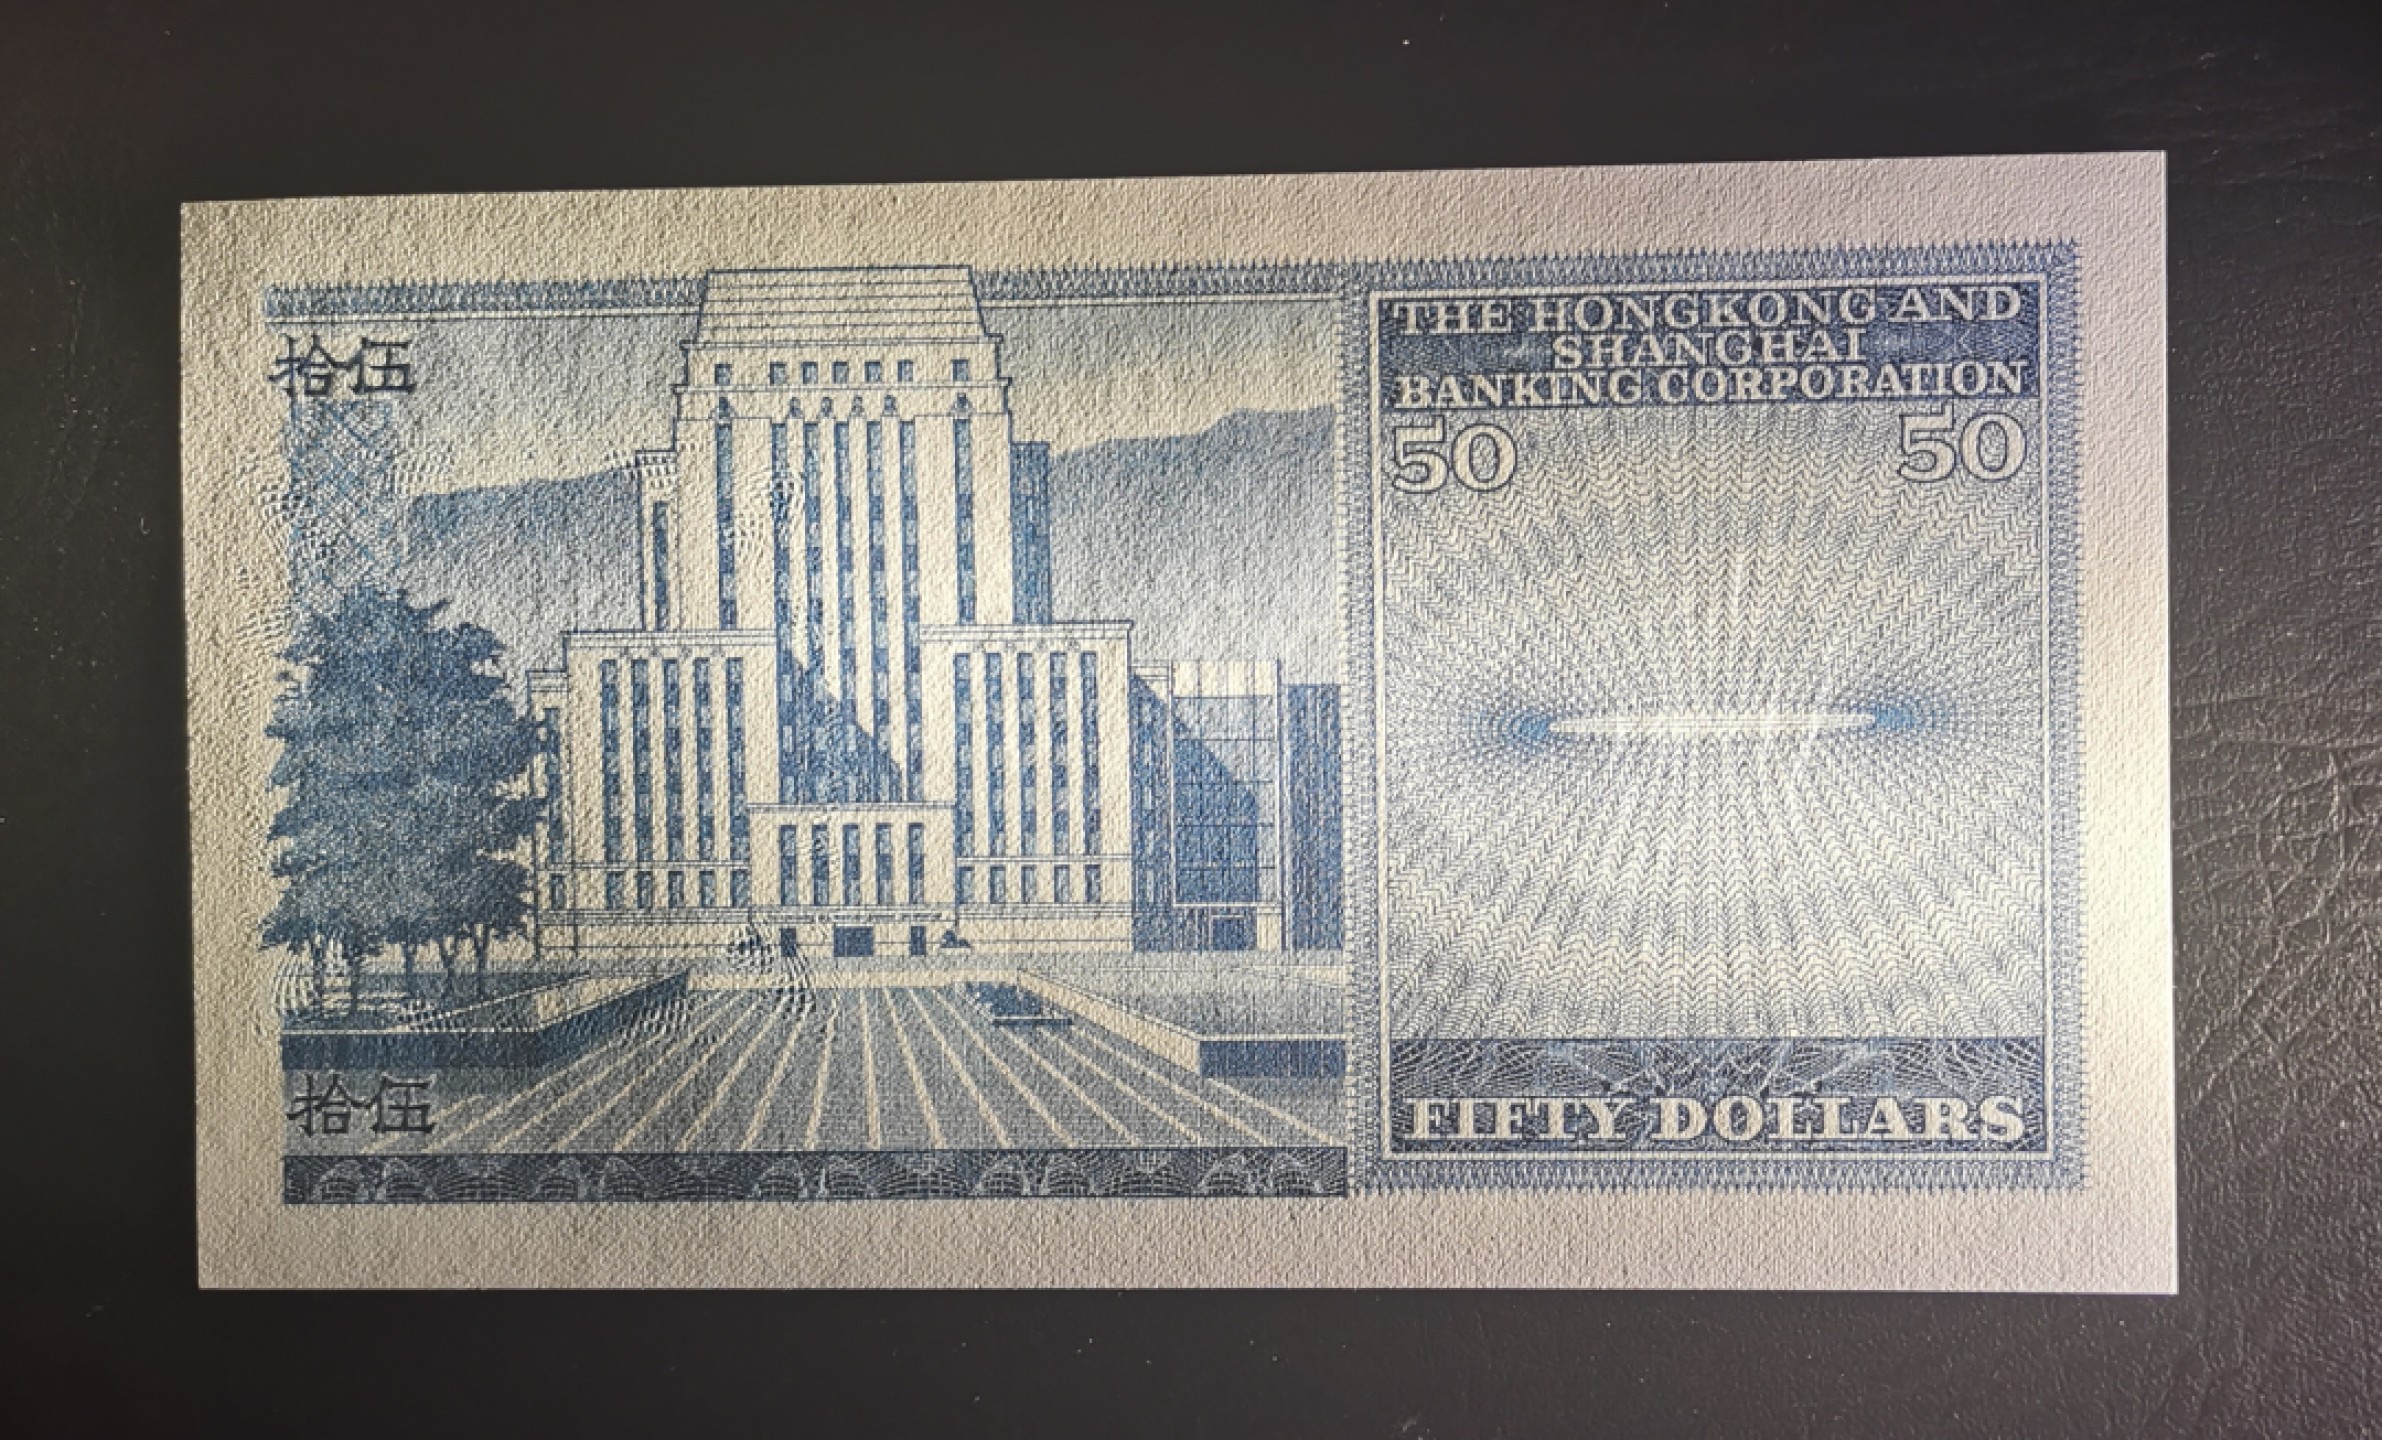 拾伍
THE HONGKONG AND
SHANGHAI
BANKING CORPORATION
50 50
拾伍
FIFTY DOLLARS